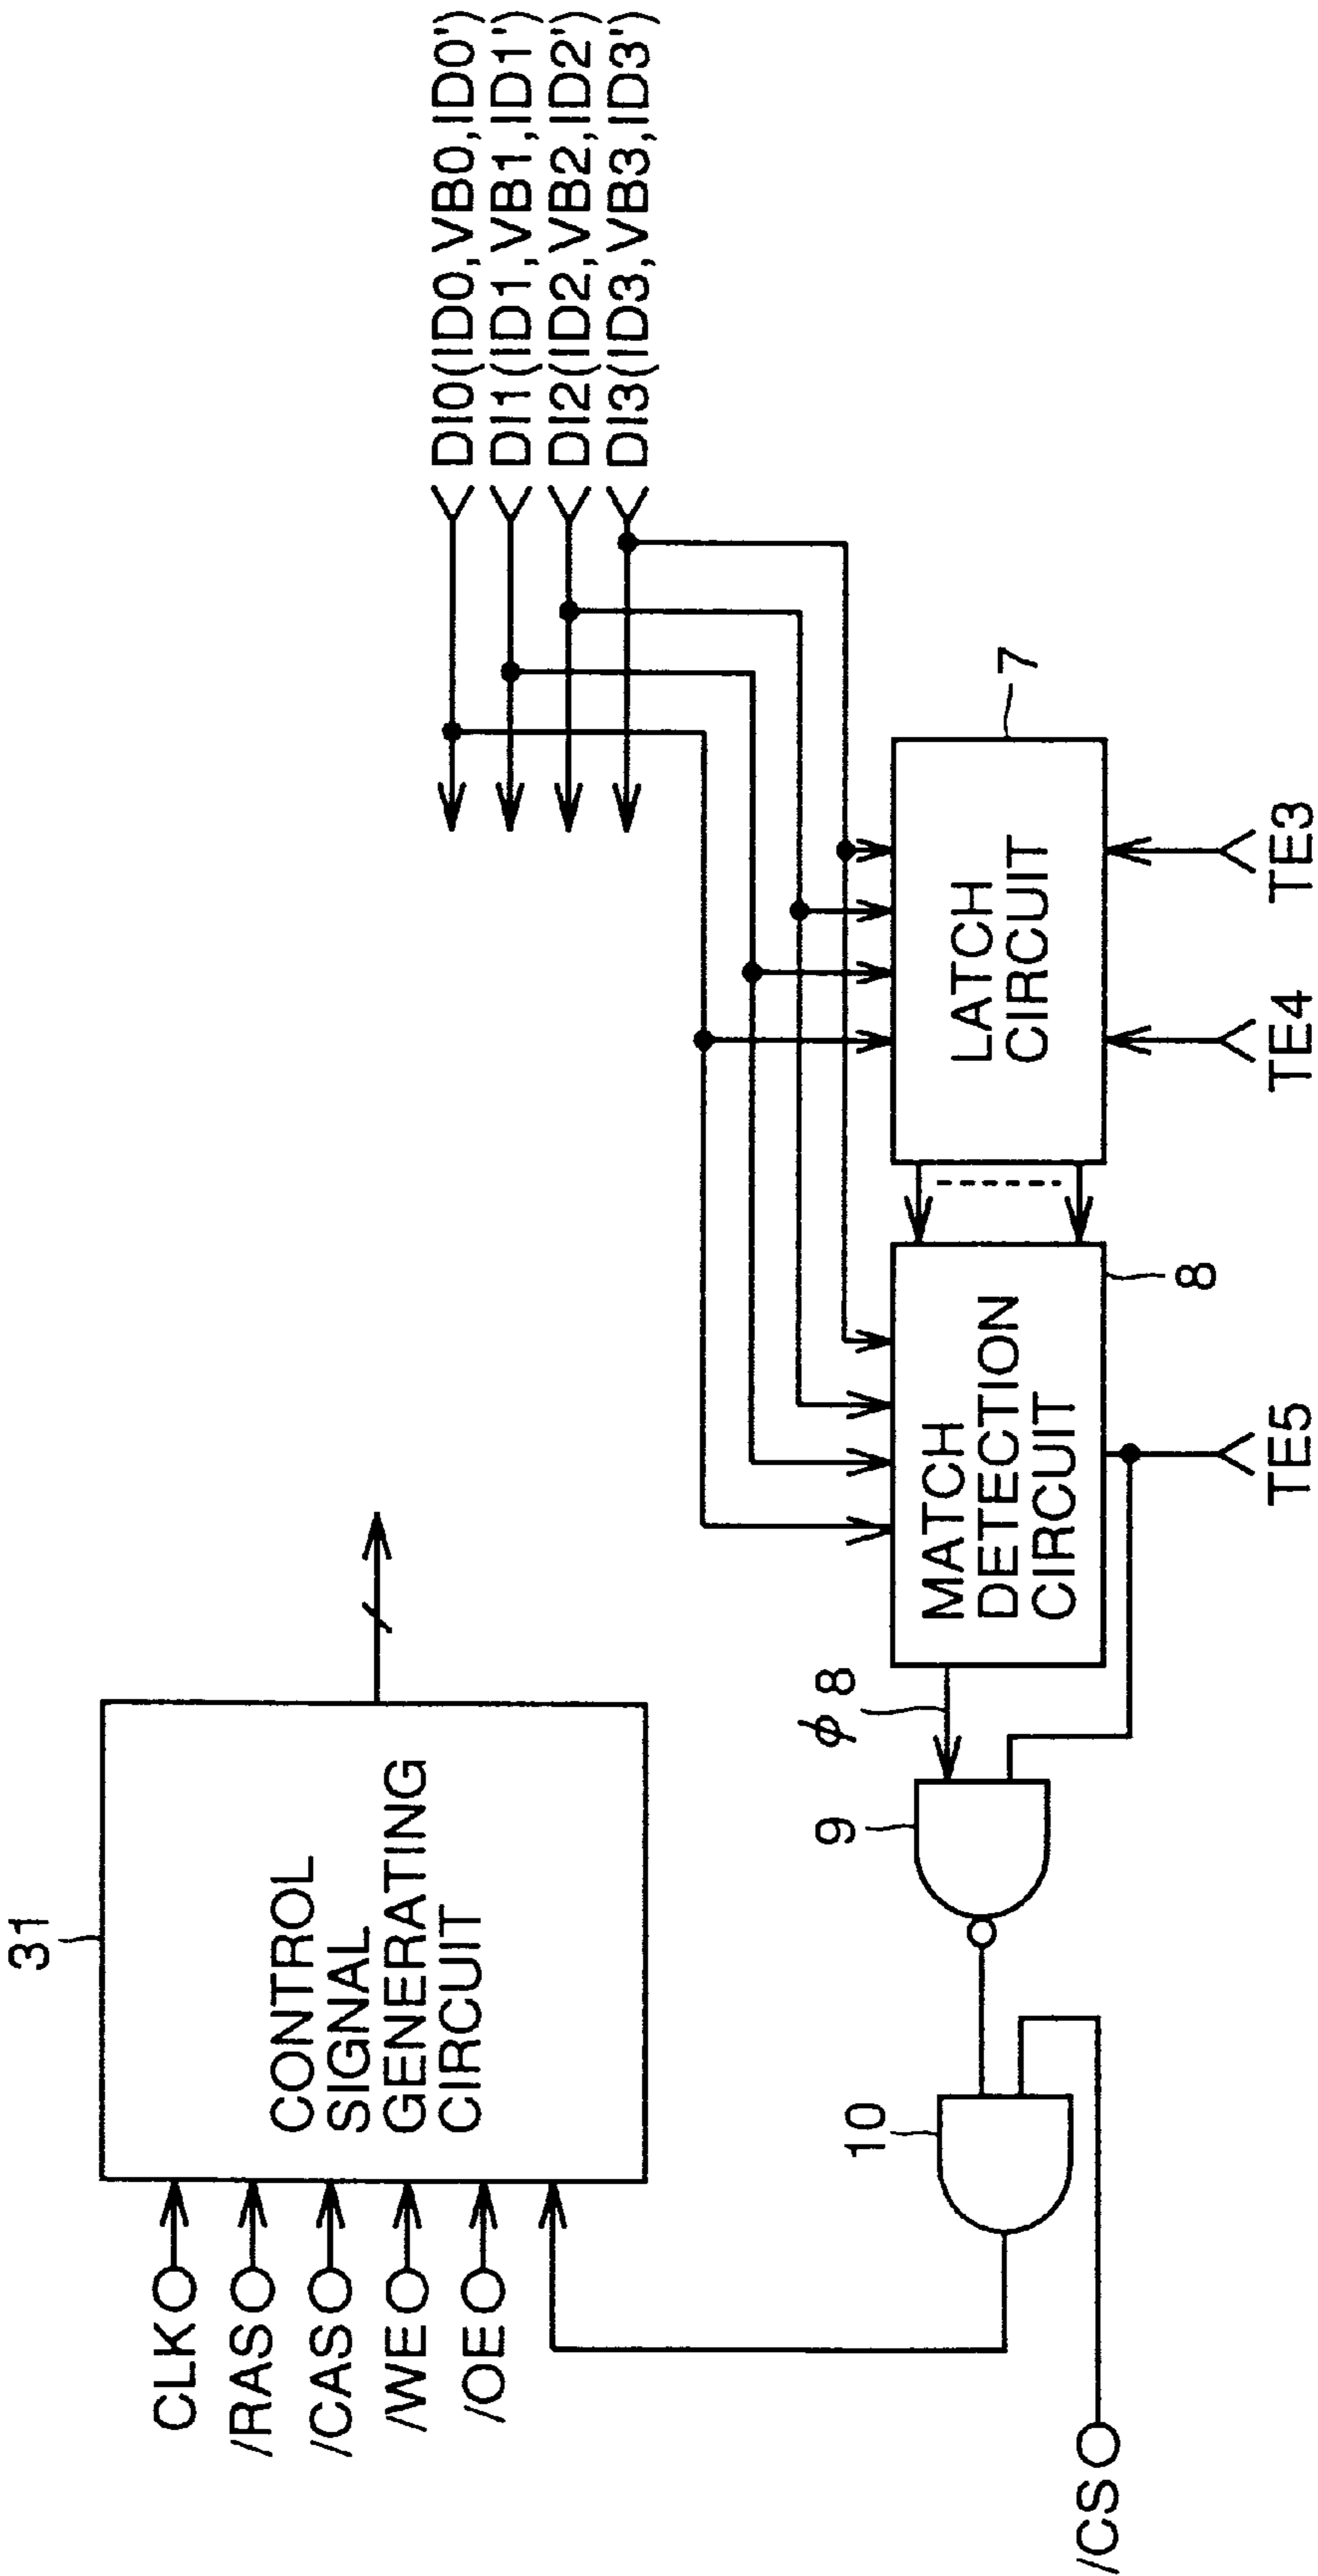 31
CLK
/RAS
/CAS
/WE
/OE
CONTROL
SIGNAL
GENERATING
CIRCUIT
DI0(ID0,VB0,ID0')
DI1(ID1,VB1,ID1')
DI2(ID2,VB2,ID2')
DI3(ID3,VB3,ID3')
/CS
10
9
ϕ8
MATCH
DETECTION
CIRCUIT
8
LATCH
CIRCUIT
7
TE5
TE4
TE3